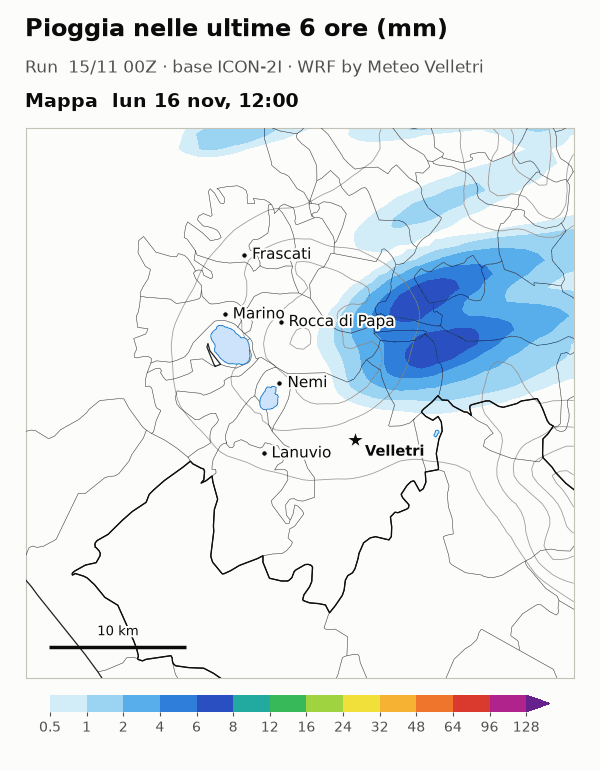 Pioggia nelle ultime 6 ore (mm)
Run  15/11 00Z · base ICON-2I · WRF by Meteo Velletri
Mappa  lun 16 nov, 12:00
Frascati
Marino
Rocca di Papa
Nemi
Velletri
Lanuvio
10 km
0.5 1 2 4 6 8 12 16 24 32 48 64 96 128